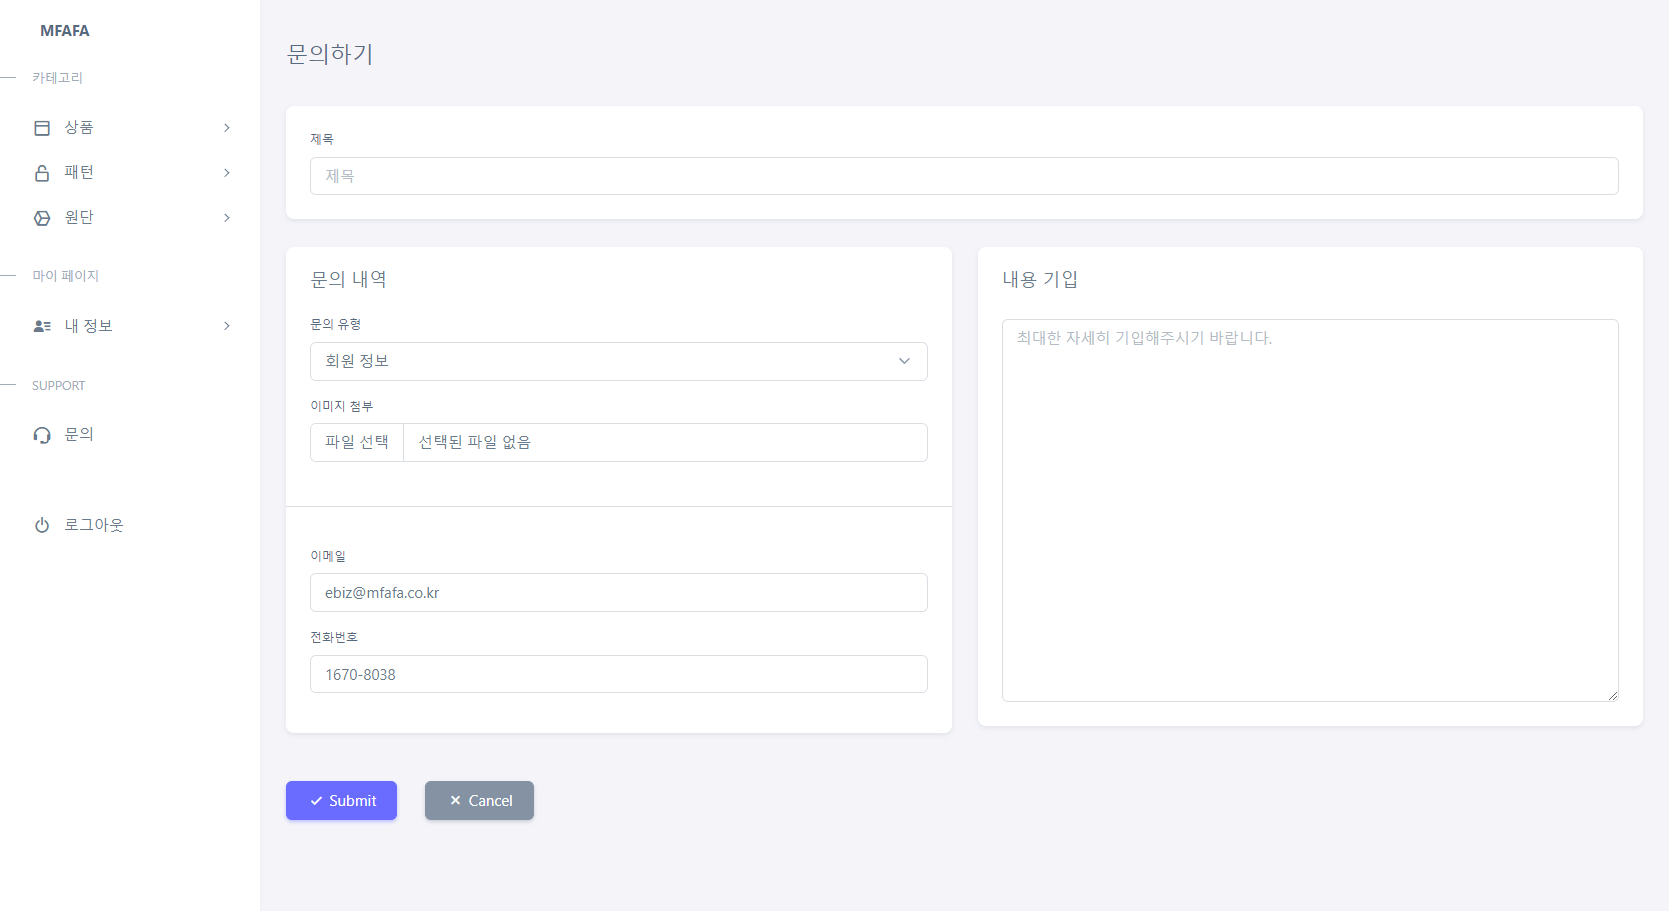 MFAFA
카테고리
상품
패턴
원단
마이 페이지
내 정보
SUPPORT
문의
로그아웃
문의하기
제목
제목
문의 내역
문의 유형
회원 정보
이미지 첨부
파일 선택 선택된 파일 없음
이메일
ebiz@mfafa.co.kr
전화번호
1670-8038
내용 기입
최대한 자세히 기입해주시기 바랍니다.
Submit
Cancel